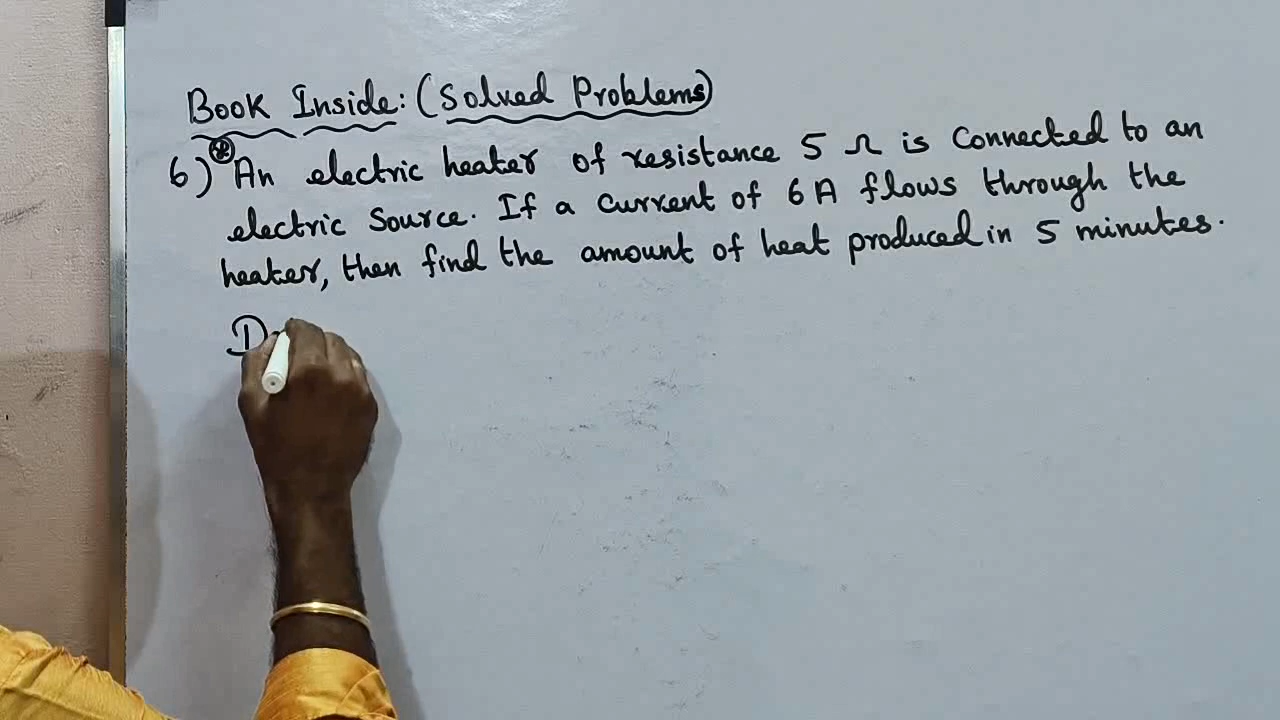 Book Inside: (Solved Problems)
6) An electric heater of resistance 5 Ω is Connected to an
electric Source. If a current of 6 A flows through the
heater, then find the amount of heat produced in 5 minutes.
D